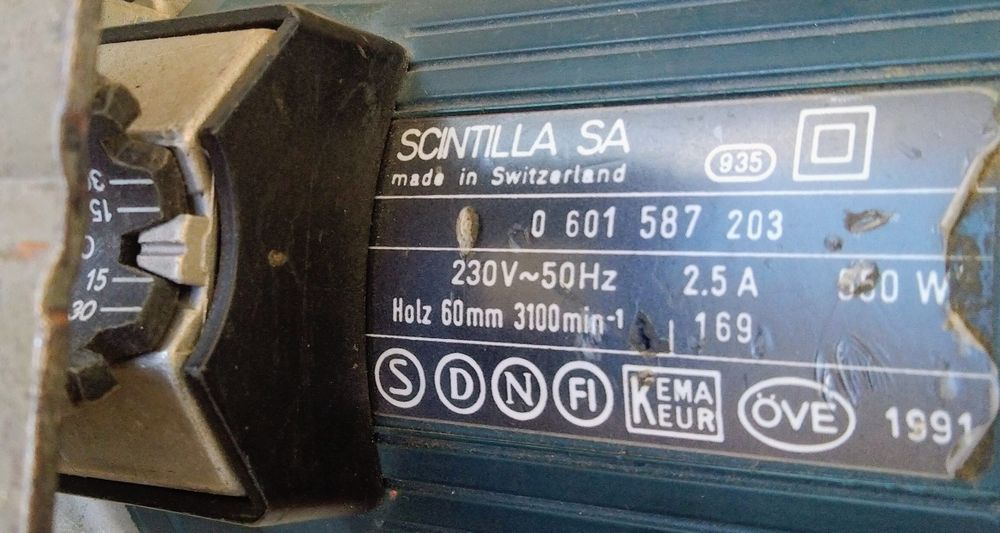 SCINTILLA SA
935
made in Switzerland
0 601 587 203
230V~50Hz 2.5 A W
Holz 60mm 3100min-1 169
S D N FI KEMA KEUR ÖVE 1991
15
15
30